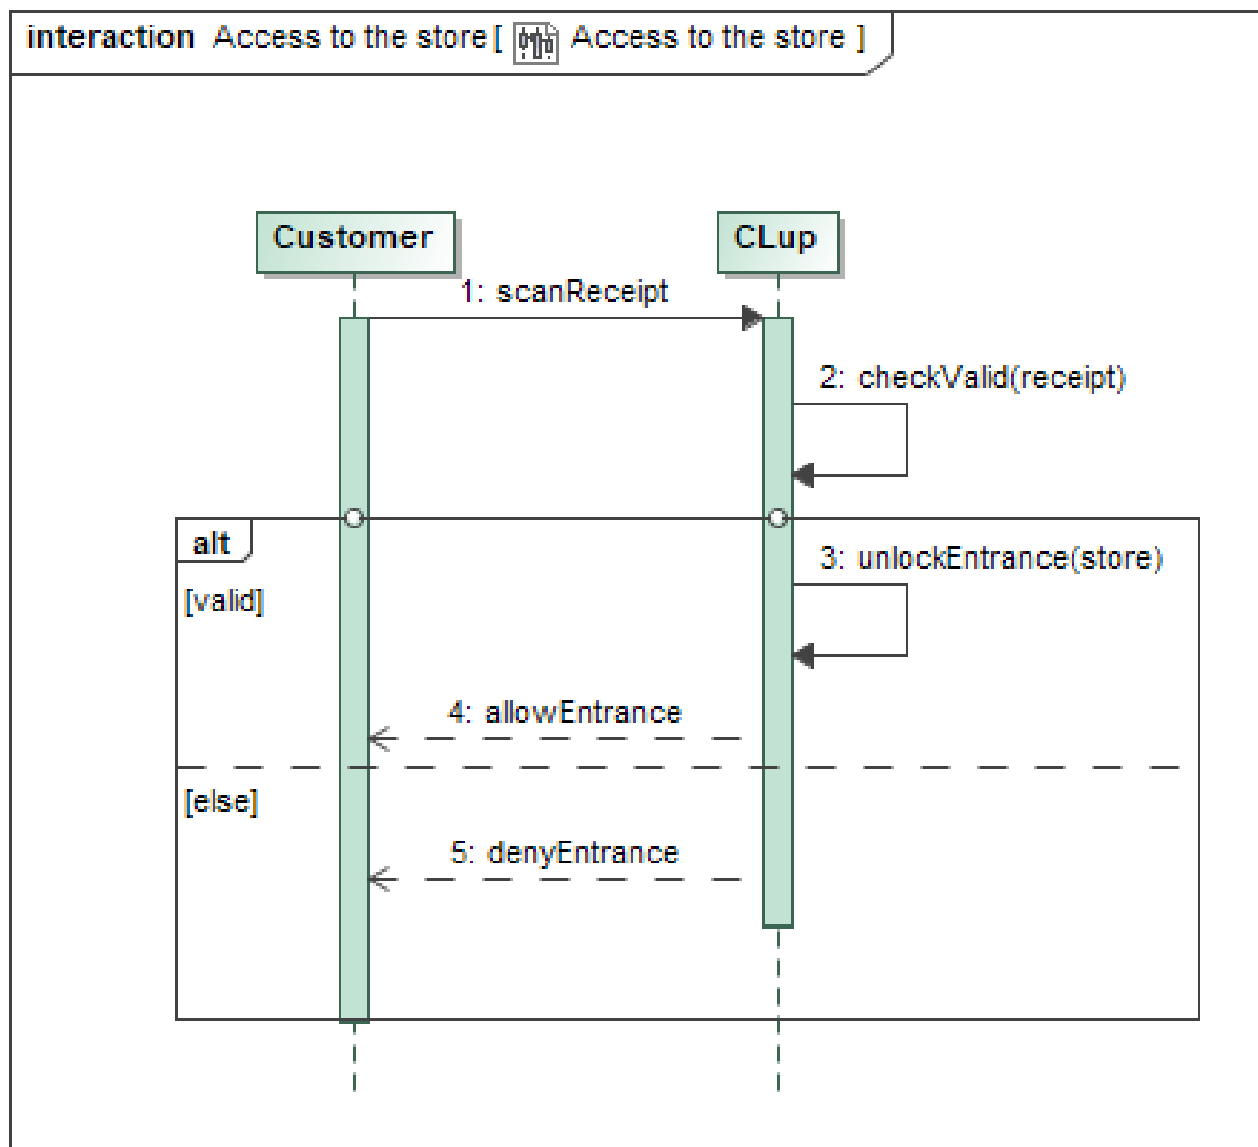 interaction Access to the store [ Access to the store ]
Customer
CLup
1: scanReceipt
2: checkValid(receipt)
alt
3: unlockEntrance(store)
[valid]
4: allowEntrance
[else]
5: denyEntrance